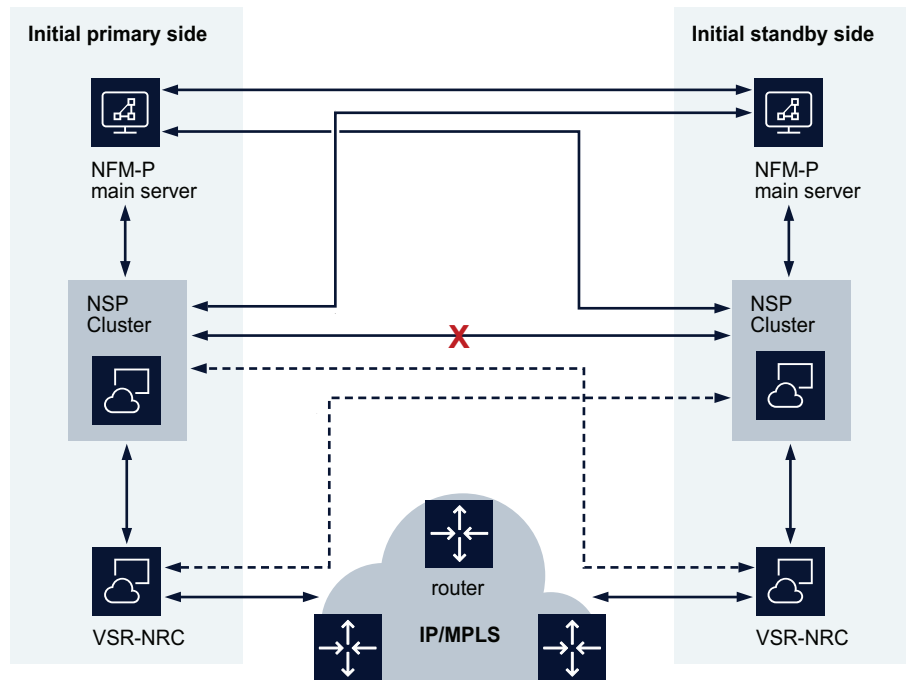 Initial primary side
Initial standby side
NFM-P
main server
NFM-P
main server
NSP
Cluster
X
NSP
Cluster
router
IP/MPLS
VSR-NRC
VSR-NRC